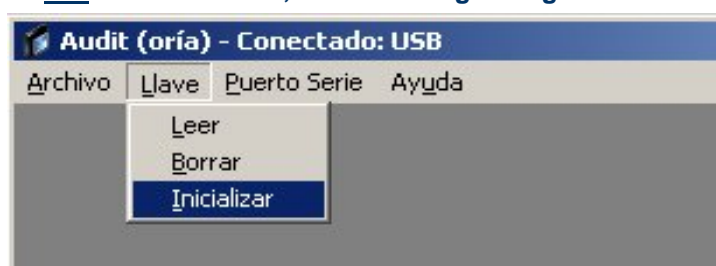 Audit (oría) - Conectado: USB
Archivo Llave Puerto Serie Ayuda
Leer
Borrar
Inicializar